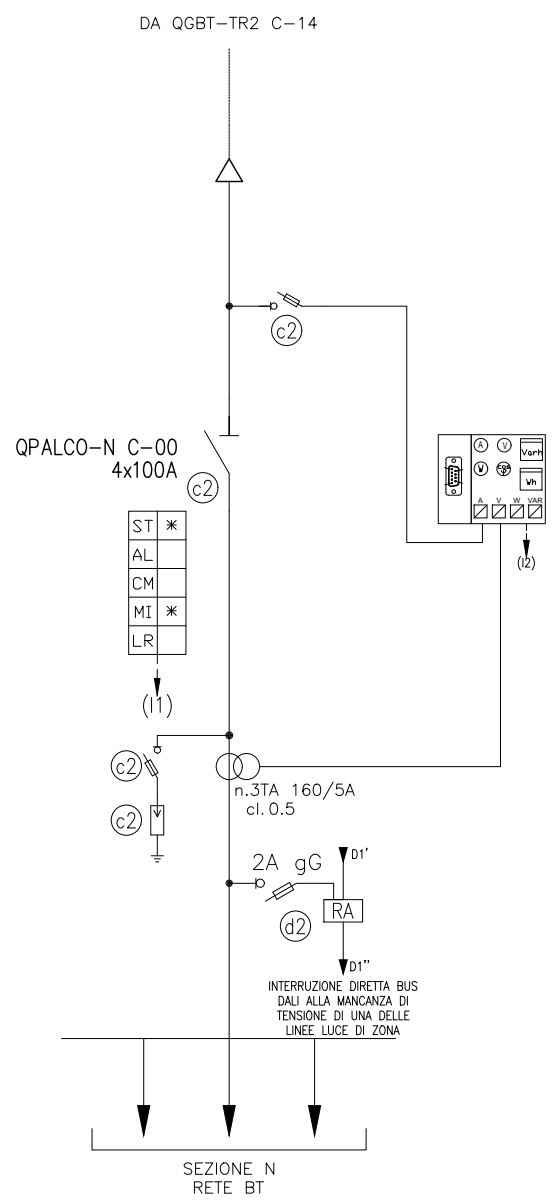 DA QGBT-TR2 C-14
c2
QPALCO-N C-00
4x100A
c2
A V Varh
W Wh
A V W VAR
(I2)
ST *
AL
CM
MI *
LR
(I1)
c2
n.3TA 160/5A
cl.0.5
c2
2A gG
D1'
RA
d2
D1''
INTERRUZIONE DIRETTA BUS
DALI ALLA MANCANZA DI
TENSIONE DI UNA DELLE
LINEE LUCE DI ZONA
SEZIONE N
RETE BT